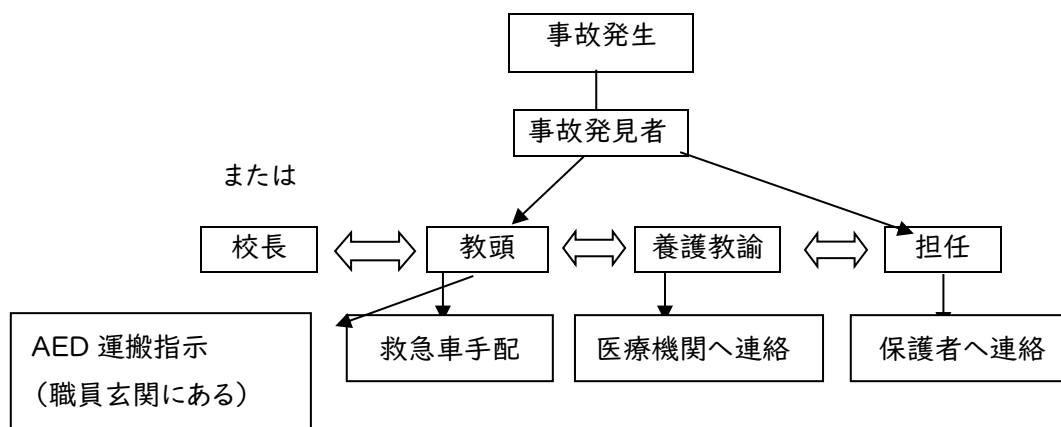 事故発生
事故発見者
または
校長
教頭
養護教諭
担任
AED 運搬指示
（職員玄関にある）
救急車手配
医療機関へ連絡
保護者へ連絡